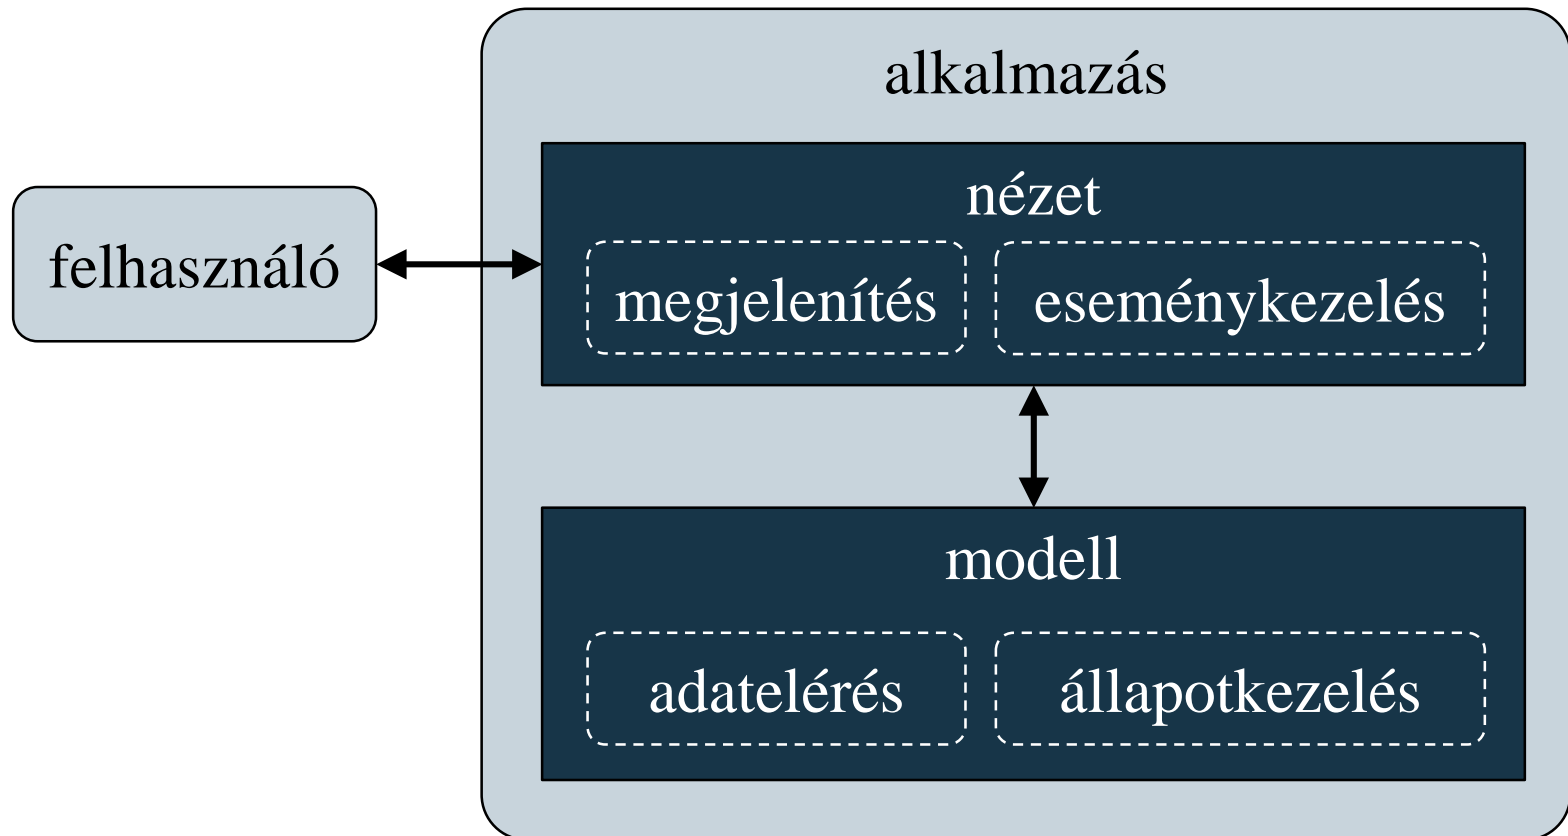 alkalmazás
nézet
felhasználó
megjelenítés
eseménykezelés
modell
adatelérés
állapotkezelés